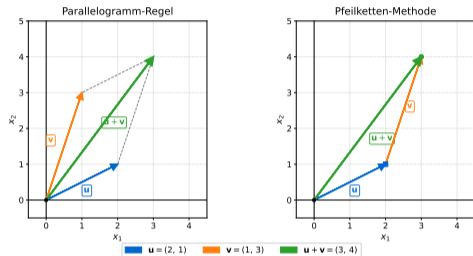 Parallelogramm-Regel
5
4
3
2
1
0
0 1 2 3 4
x₂
x₁
v
u + v
u
Pfeilketten-Methode
5
4
3
2
1
0
0 1 2 3 4
x₂
x₁
v
u + v
u
u = (2, 1) v = (1, 3) u + v = (3, 4)